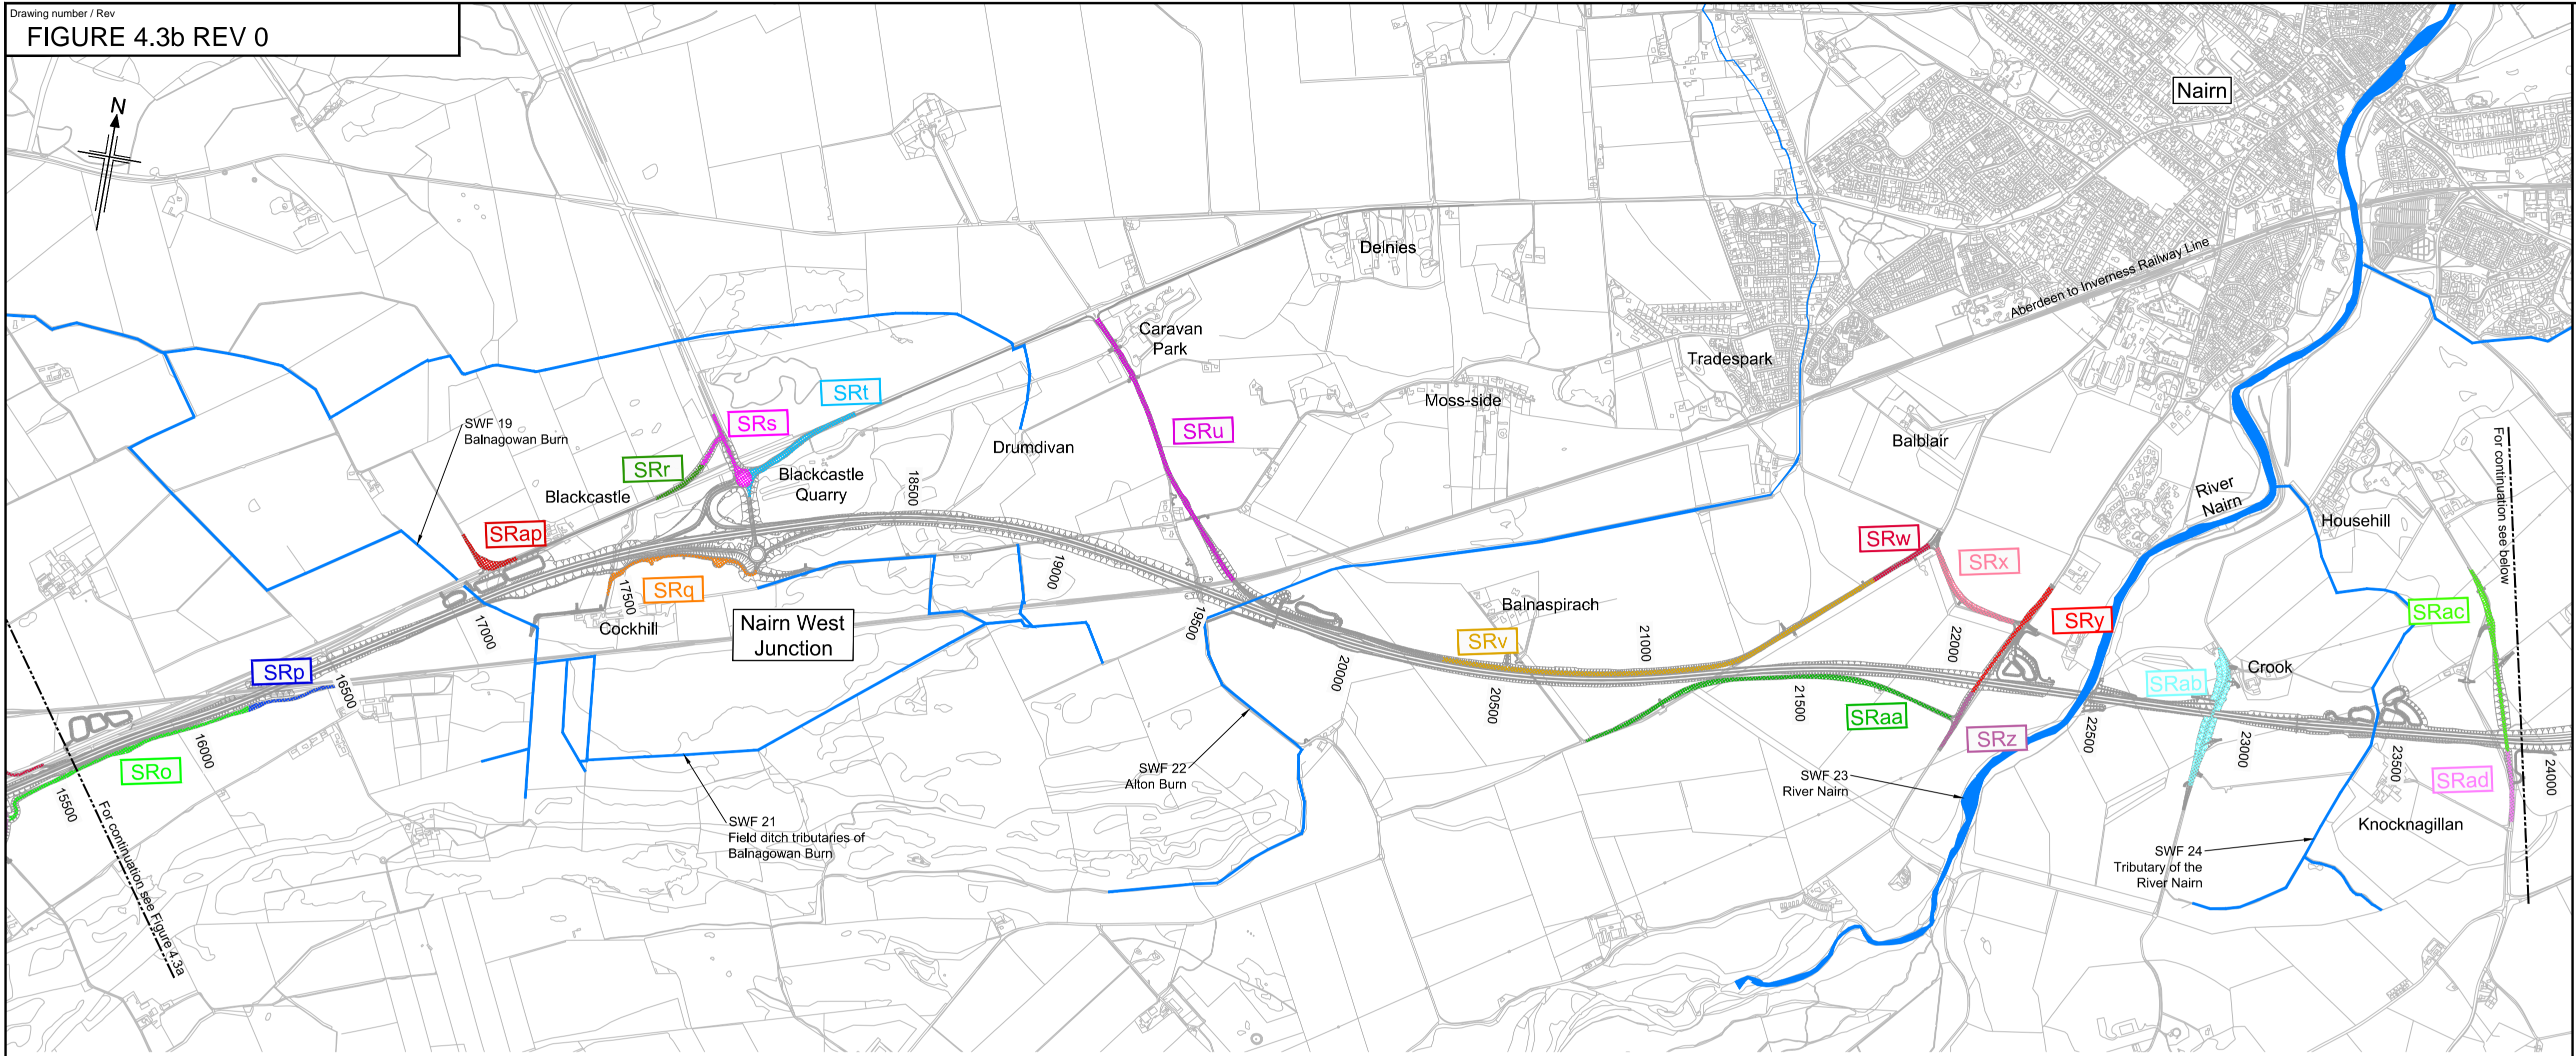 Drawing number / Rev
FIGURE 4.3b REV 0
N
Nairn
Delnies
Aberdeen to Inverness Railway Line
Caravan
Park
Tradespark
SRt
Moss-side
SWF 19
Balnagowan Burn
SRs
SRu
Drumdivan
Balblair
For continuation see below
SRr
Blackcastle
Quarry
Blackcastle
18500
River
Nairn
Househill
SRap
SRw
SRx
SRq
17500
19000
Cockhill
17000
Nairn West
Junction
19500
Balnaspirach
SRv
21000
22000
SRy
SRac
SRp
16500
20000
20500
21500
SRaa
SRz
SRab
Crook
22500
23000
23500
24000
SRo
16000
15500
SWF 22
Alton Burn
SWF 23
River Nairn
SRad
For continuation see Figure 4.3a
SWF 21
Field ditch tributaries of
Balnagowan Burn
Knocknagillan
SWF 24
Tributary of the
River Nairn